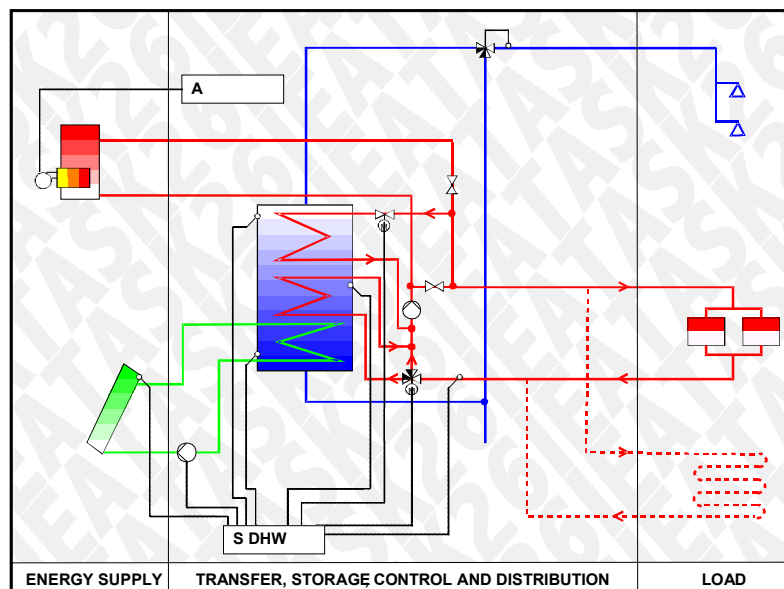 A
S DHW
ENERGY SUPPLY
TRANSFER, STORAGE CONTROL AND DISTRIBUTION
LOAD